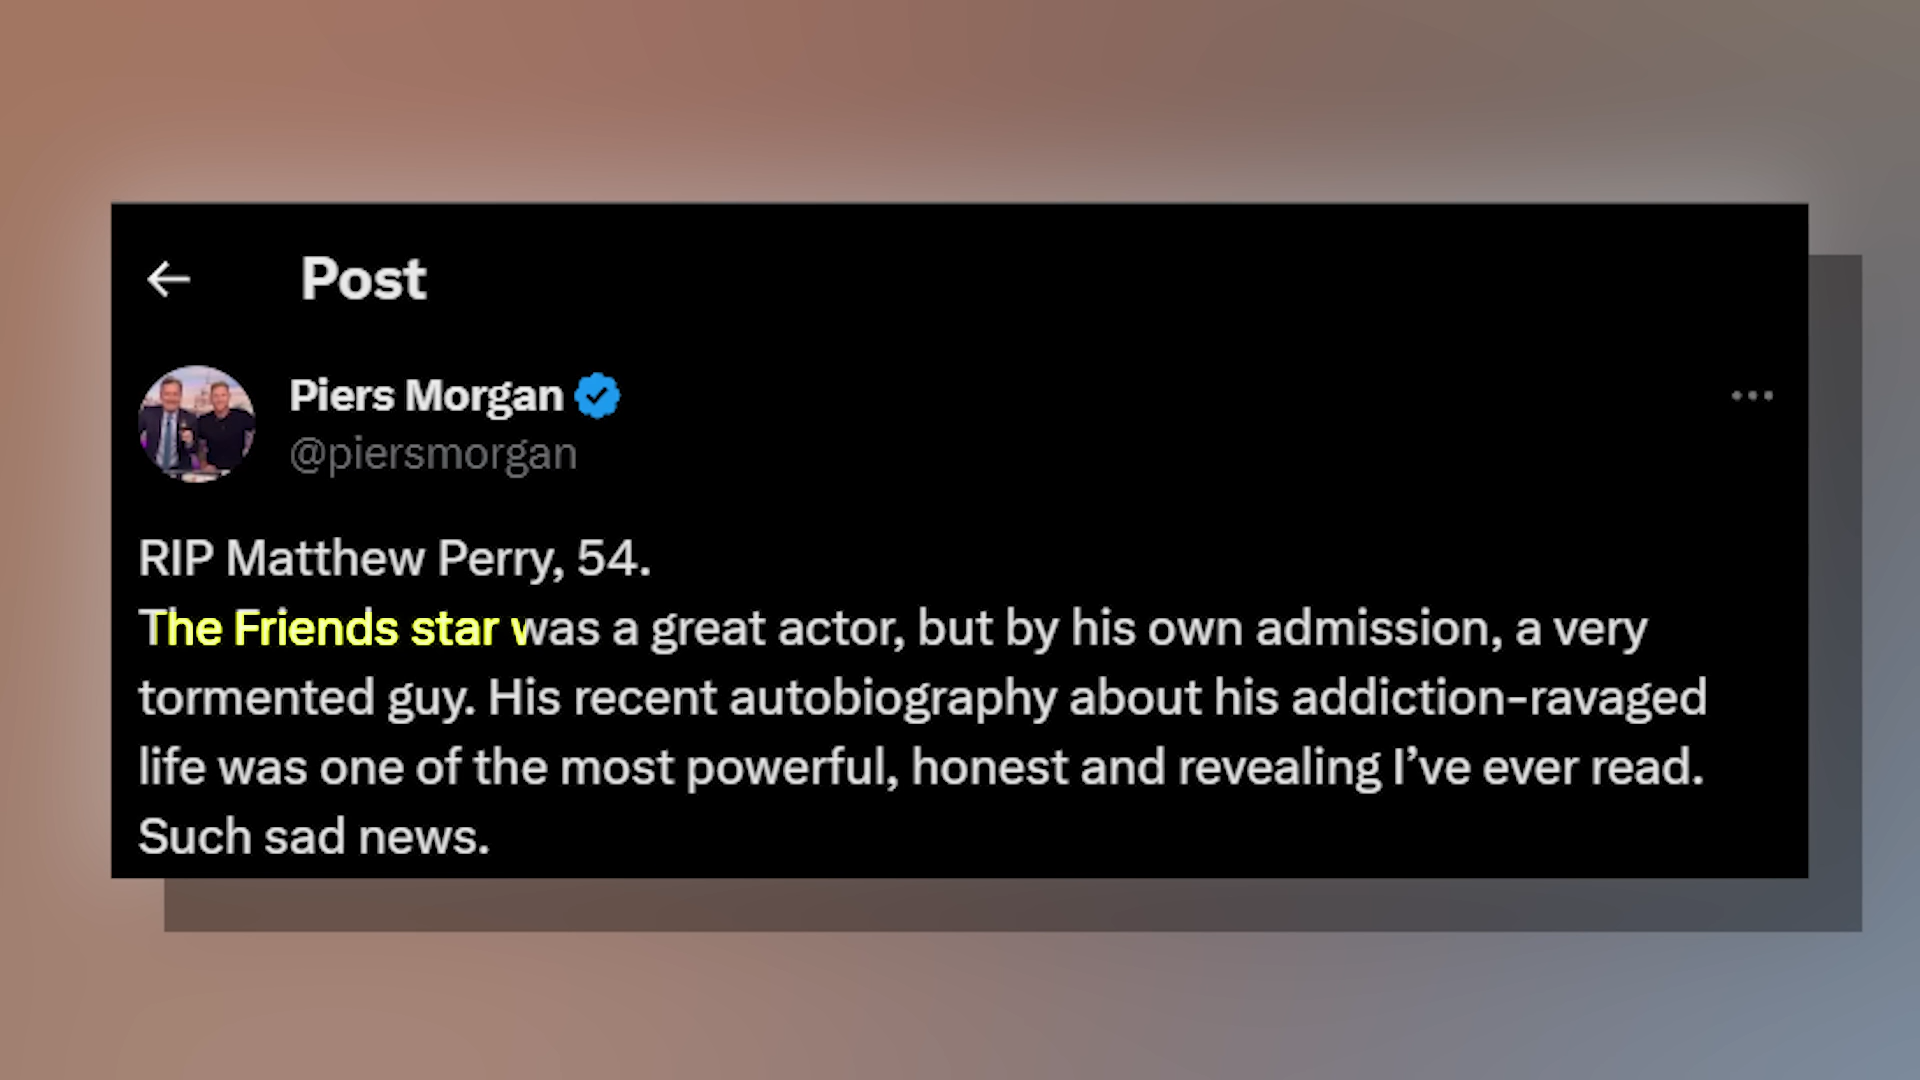 Post
Piers Morgan
@piersmorgan
RIP Matthew Perry, 54.
The Friends star was a great actor, but by his own admission, a very
tormented guy. His recent autobiography about his addiction-ravaged
life was one of the most powerful, honest and revealing I’ve ever read.
Such sad news.